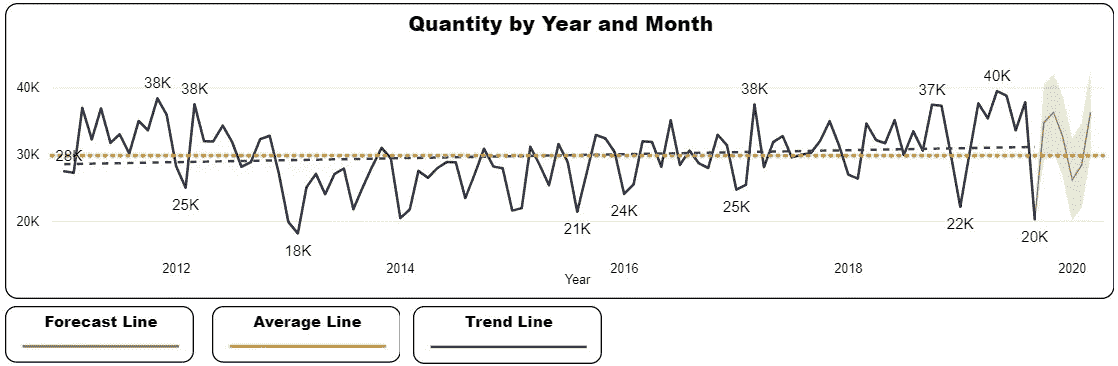 Quantity by Year and Month
40K
30K
20K
28K
38K
38K
25K
18K
21K
24K
25K
38K
37K
22K
40K
20K
2012
2014
2016
2018
2020
Year
Forecast Line
Average Line
Trend Line